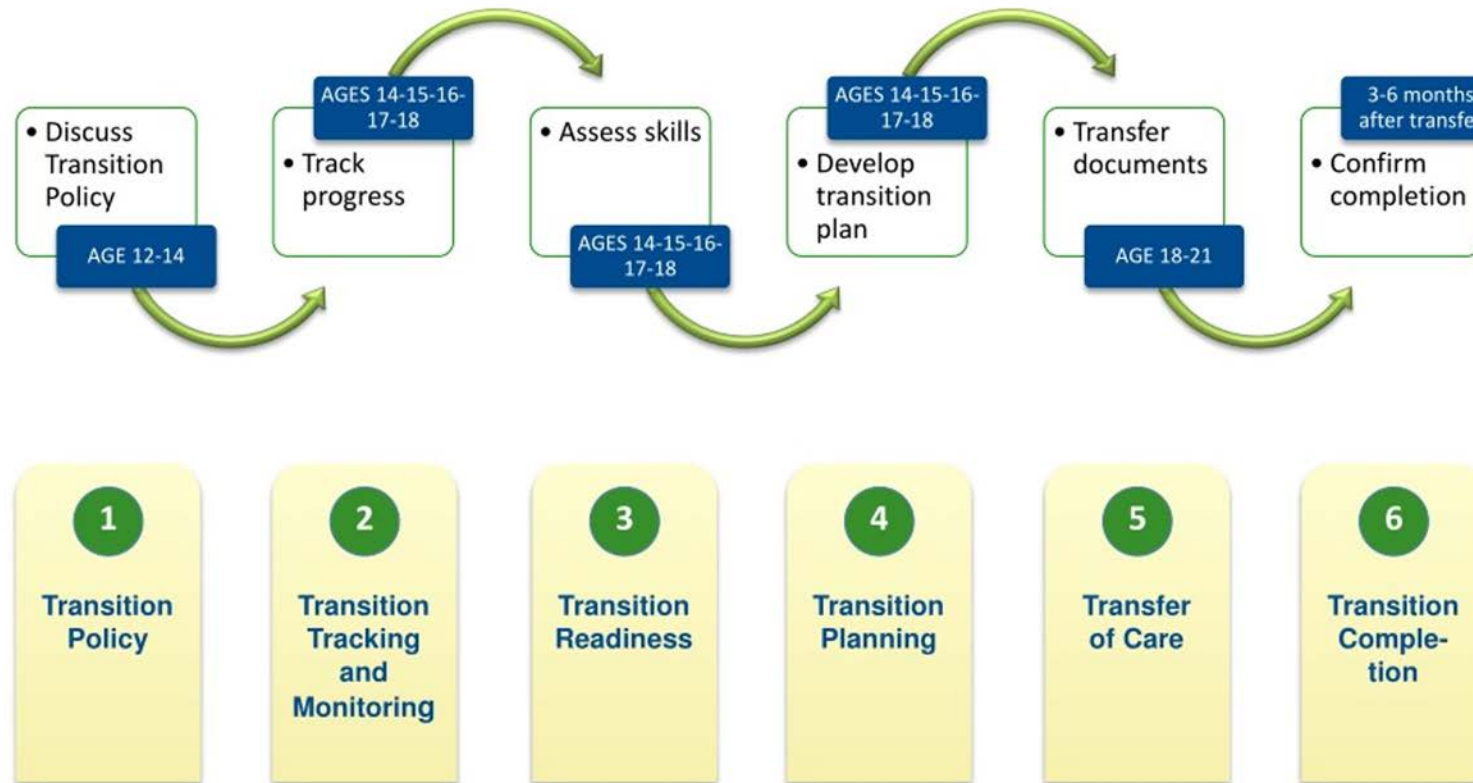 • Discuss
Transition
Policy
AGE 12-14
AGES 14-15-16-
17-18
• Track
progress
• Assess skills
AGES 14-15-16-
17-18
AGES 14-15-16-
17-18
• Develop
transition
plan
• Transfer
documents
AGE 18-21
3-6 months
after transfe
• Confirm
completion
1
Transition
Policy
2
Transition
Tracking
and
Monitoring
3
Transition
Readiness
4
Transition
Planning
5
Transfer
of Care
6
Transition
Comple-
tion